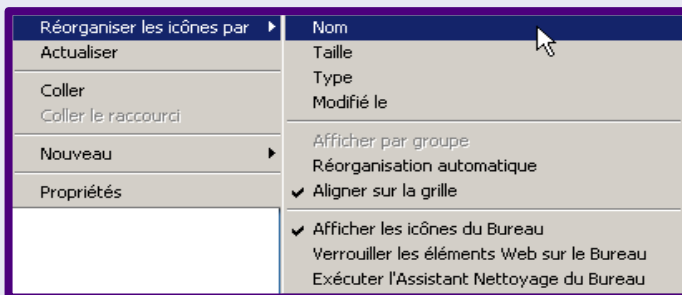 Réorganiser les icônes par
Actualiser
Coller
Coller le raccourci
Nouveau
Propriétés
Nom
Taille
Type
Modifié le
Afficher par groupe
Réorganisation automatique
Aligner sur la grille
Afficher les icônes du Bureau
Verrouiller les éléments Web sur le Bureau
Exécuter l'Assistant Nettoyage du Bureau